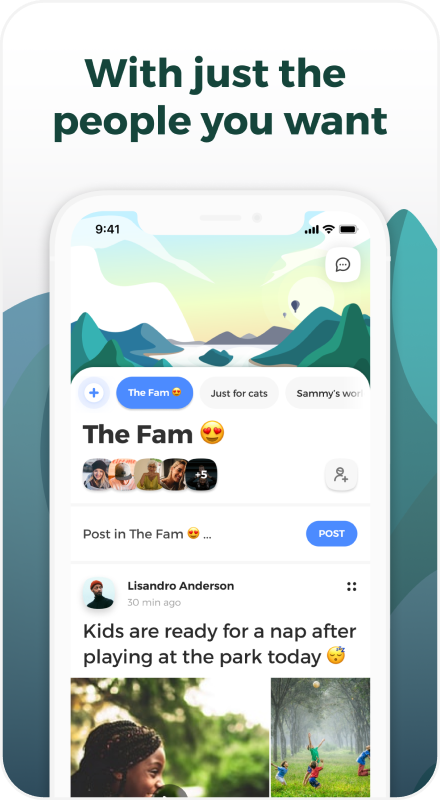 With just the
people you want
9:41
The Fam 😍
Just for cats
Sammy's wor
The Fam 😍
+5
Post in The Fam 😍 ...
POST
Lisandro Anderson
30 min ago
Kids are ready for a nap after
playing at the park today 😴